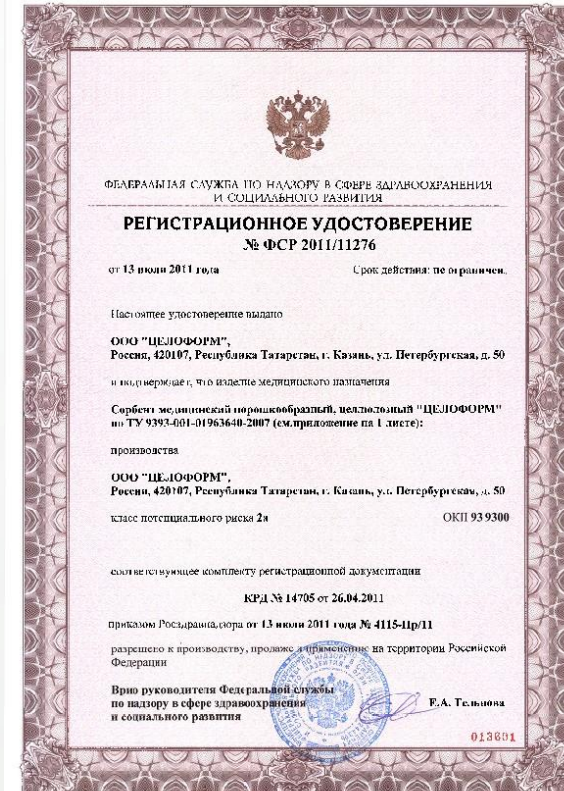 ФЕДЕРАЛЬНАЯ СЛУЖБА ПО НАДЗОРУ В СФЕРЕ ЗДРАВООХРАНЕНИЯ
И СОЦИАЛЬНОГО РАЗВИТИЯ
РЕГИСТРАЦИОННОЕ УДОСТОВЕРЕНИЕ
№ ФСР 2011/11276
от 13 июля 2011 года Срок действия: не ограничен.
Настоящее удостоверение выдано
ООО "ЦЕЛОФОРМ",
Россия, 420107, Республика Татарстан, г. Казань, ул. Петербургская, д. 50
и подтверждает, что изделие медицинского назначения
Сорбент медицинский порошкообразный, целлюлозный "ЦЕЛОФОРМ"
по ТУ 9393-001-01963640-2007 (см.приложение на 1 листе):
производства
ООО "ЦЕЛОФОРМ",
Россия, 420107, Республика Татарстан, г. Казань, ул. Петербургская, д. 50
класс потенциального риска 2а ОКП 93 9300
соответствующее комплекту регистрационной документации
КРД № 14705 от 26.04.2011
приказом Росздравнадзора от 13 июля 2011 года № 4115-Пр/11
разрешено к производству, продаже и применению на территории Российской
Федерации
Врио руководителя Федеральной службы
по надзору в сфере здравоохранения
и социального развития
Е.А. Тельнова
013601